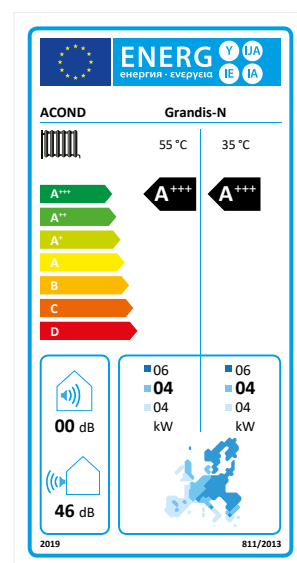 ENERG Y IJA
енергия · ενεργεια IE IA
ACOND Grandis-N
55 °C 35 °C
A+++ A+++
A+++
A++
A+
A
B
C
D
06 06
04 04
04 04
kW kW
00 dB
46 dB
2019 811/2013